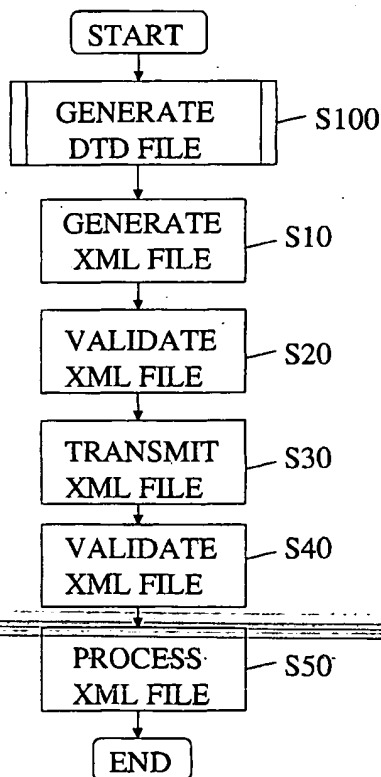 START
GENERATE
DTD FILE
S100
GENERATE
XML FILE
S10
VALIDATE
XML FILE
S20
TRANSMIT
XML FILE
S30
VALIDATE
XML FILE
S40
PROCESS
XML FILE
S50
END